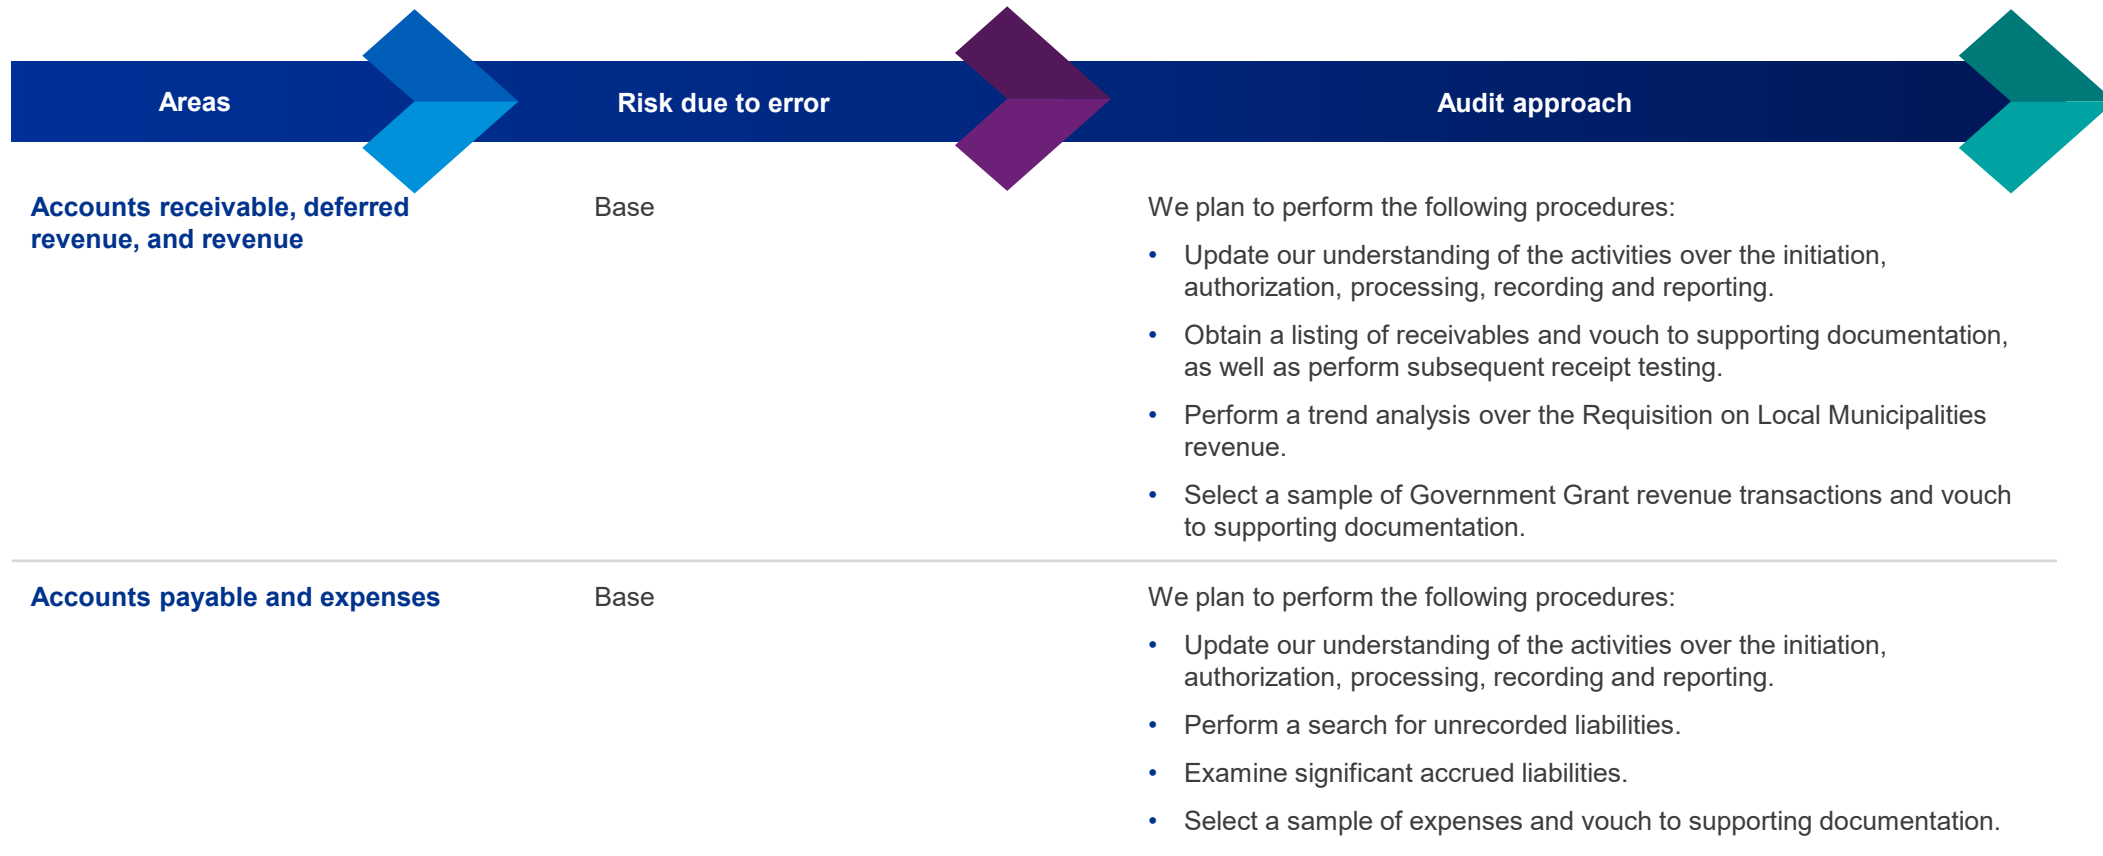 Areas
Risk due to error
Audit approach
Accounts receivable, deferred
revenue, and revenue
Base
We plan to perform the following procedures:
• Update our understanding of the activities over the initiation,
authorization, processing, recording and reporting.
• Obtain a listing of receivables and vouch to supporting documentation,
as well as perform subsequent receipt testing.
• Perform a trend analysis over the Requisition on Local Municipalities
revenue.
• Select a sample of Government Grant revenue transactions and vouch
to supporting documentation.
Accounts payable and expenses
Base
We plan to perform the following procedures:
• Update our understanding of the activities over the initiation,
authorization, processing, recording and reporting.
• Perform a search for unrecorded liabilities.
• Examine significant accrued liabilities.
• Select a sample of expenses and vouch to supporting documentation.